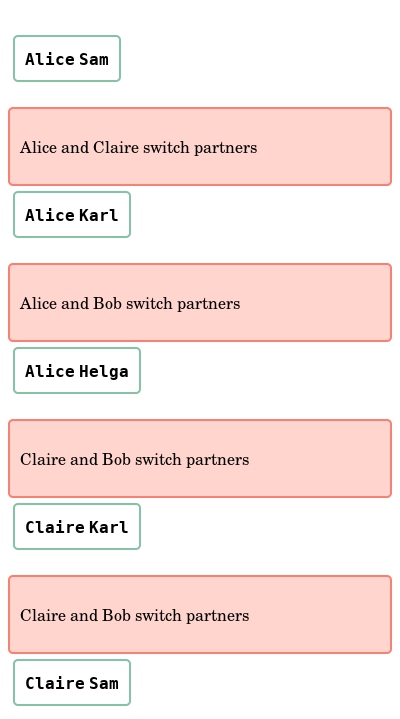 Alice Sam
Alice and Claire switch partners
Alice Karl
Alice and Bob switch partners
Alice Helga
Claire and Bob switch partners
Claire Karl
Claire and Bob switch partners
Claire Sam